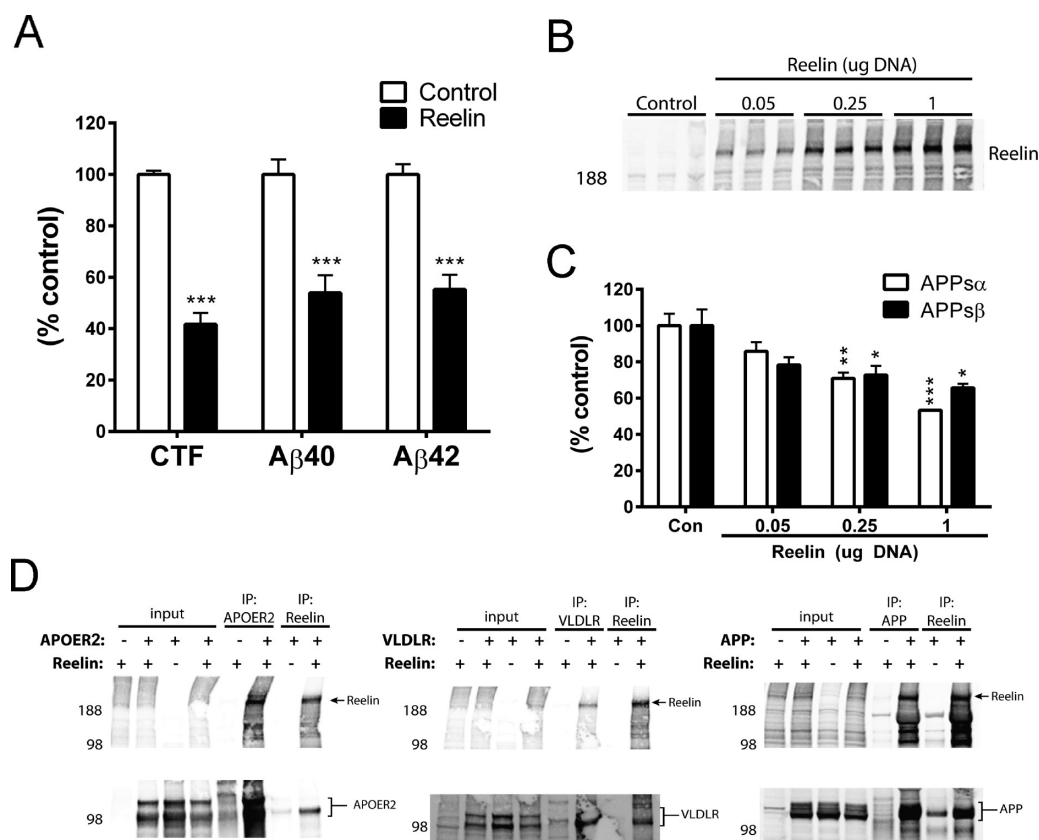 A
Control
Reelin
(% control)
120
100
80
60
40
20
0
***
***
***
CTF
Aβ40
Aβ42
B
Reelin (ug DNA)
Control
0.05
0.25
1
Reelin
188
C
APPsα
APPsβ
(% control)
120
100
80
60
40
20
0
**
*
***
*
Con
0.05
0.25
1
Reelin (ug DNA)
D
input
IP:
APOER2
IP:
Reelin
APOER2: - + + + - + + +
Reelin: + + - + + + - +
188
Reelin
98
98
APOER2
input
IP:
VLDLR
IP:
Reelin
VLDLR: - + + + - + + +
Reelin: + + - + + + - +
188
Reelin
98
98
VLDLR
input
IP:
APP
IP:
Reelin
APP: - + + + - + + +
Reelin: + + - + + + - +
188
Reelin
98
98
APP